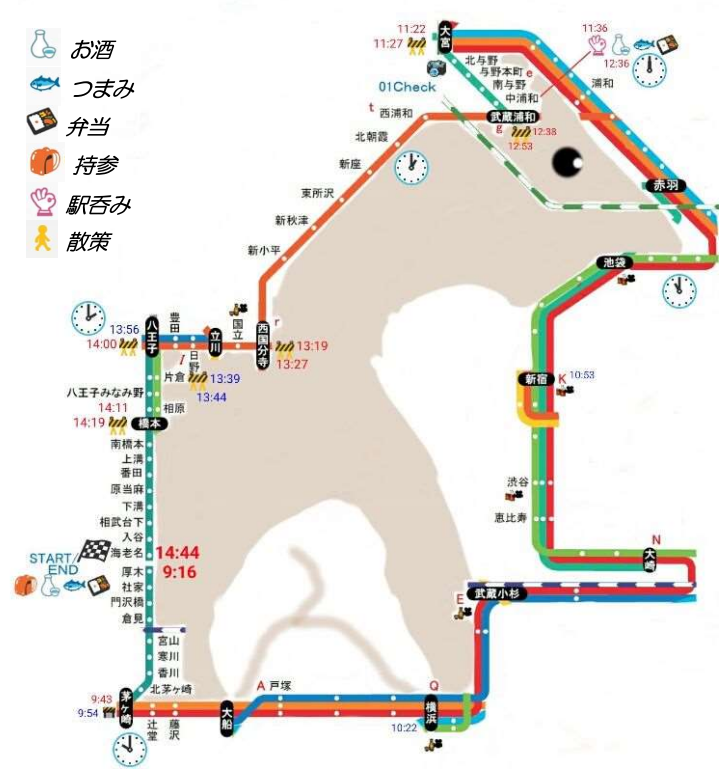 お酒
つまみ
弁当
持参
駅呑み
散策
11:22
11:27
大宮
北与野
与野本町
e
南与野
中浦和
01Check
11:36
12:36
浦和
t
西浦和
武蔵浦和
g
12:38
12:53
北朝霞
新座
東所沢
新秋津
新小平
赤羽
池袋
13:56
14:00
八王子
豊田
日野
立川
国立
西国分寺
r
13:19
13:27
l
片倉
13:39
13:44
八王子みなみ野
14:11
14:19
相原
橋本
新宿
K
10:53
南橋本
上溝
番田
原当麻
下溝
相武台下
入谷
海老名
14:44
9:16
START/
END
厚木
社家
門沢橋
倉見
宮山
寒川
香川
北茅ヶ崎
渋谷
恵比寿
N
大崎
武蔵小杉
E
9:43
9:54
茅ヶ崎
辻堂
藤沢
大船
A
戸塚
Q
横浜
10:22